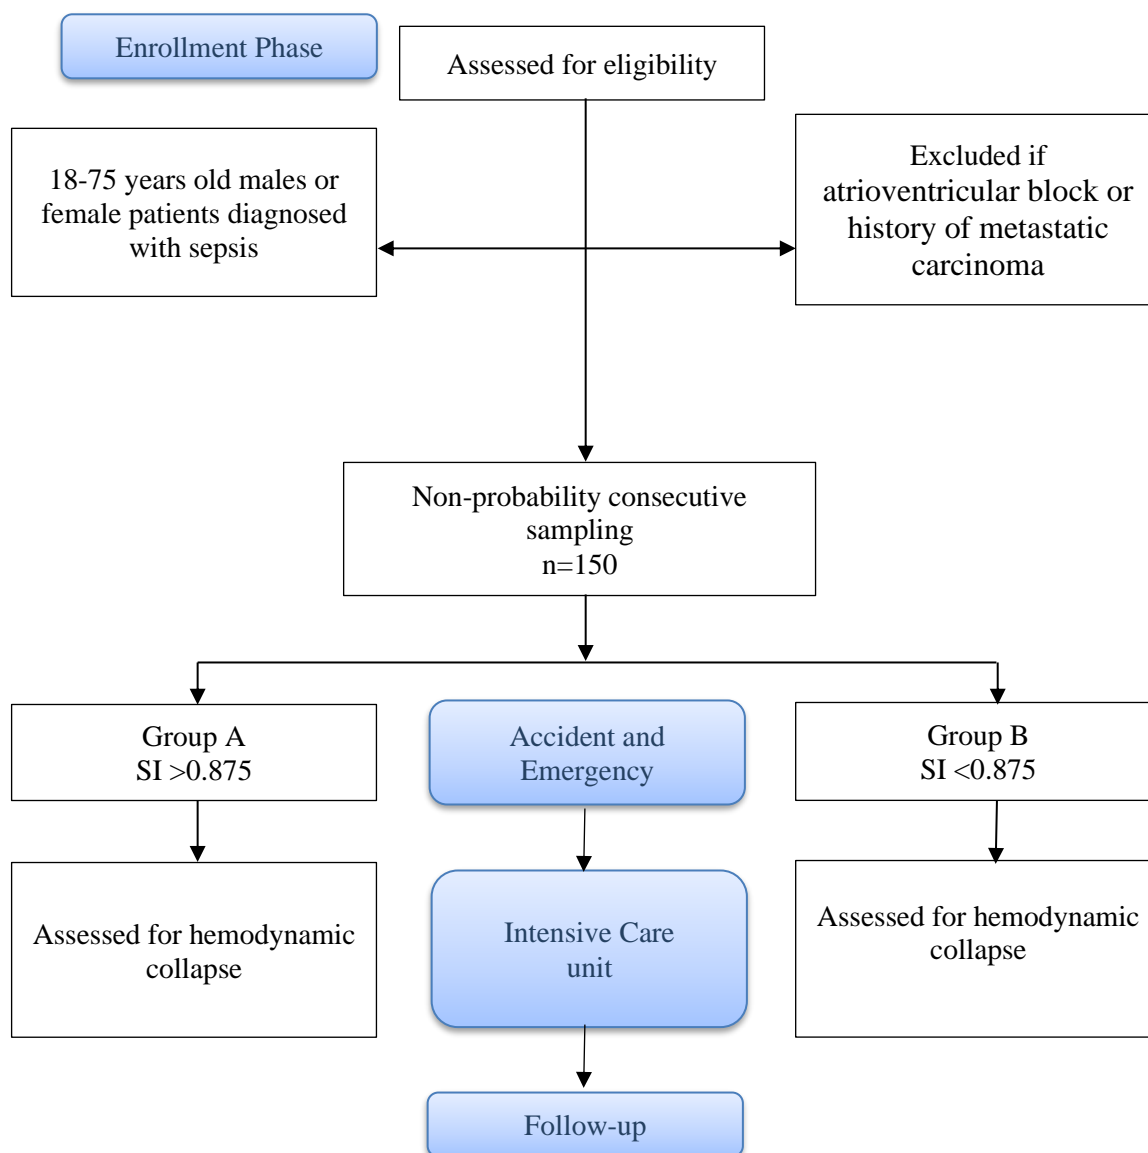 Enrollment Phase
Assessed for eligibility
18-75 years old males or
female patients diagnosed
with sepsis
Excluded if
atrioventricular block or
history of metastatic
carcinoma
Non-probability consecutive
sampling
n=150
Group A
SI >0.875
Accident and
Emergency
Group B
SI <0.875
Assessed for hemodynamic
collapse
Intensive Care
unit
Assessed for hemodynamic
collapse
Follow-up